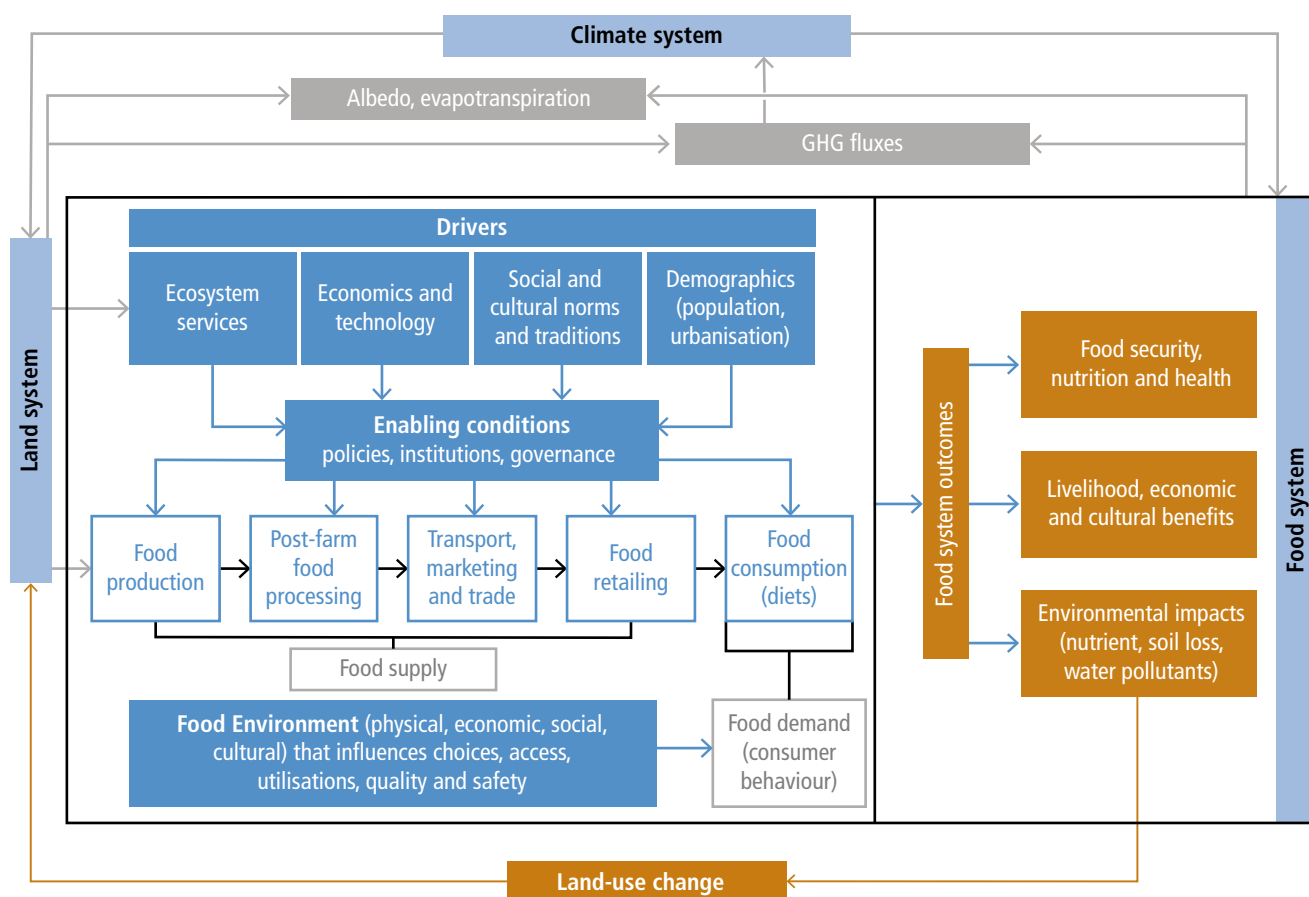 Climate system
Albedo, evapotranspiration
GHG fluxes
Land system
Drivers
Ecosystem
services
Economics and
technology
Social and
cultural norms
and traditions
Demographics
(population,
urbanisation)
Enabling conditions
policies, institutions, governance
Food
production
Post-farm
food
processing
Transport,
marketing
and trade
Food
retailing
Food
consumption
(diets)
Food supply
Food Environment (physical, economic, social,
cultural) that influences choices, access,
utilisations, quality and safety
Food demand
(consumer
behaviour)
Food system outcomes
Food security,
nutrition and health
Livelihood, economic
and cultural benefits
Environmental impacts
(nutrient, soil loss,
water pollutants)
Food system
Land-use change